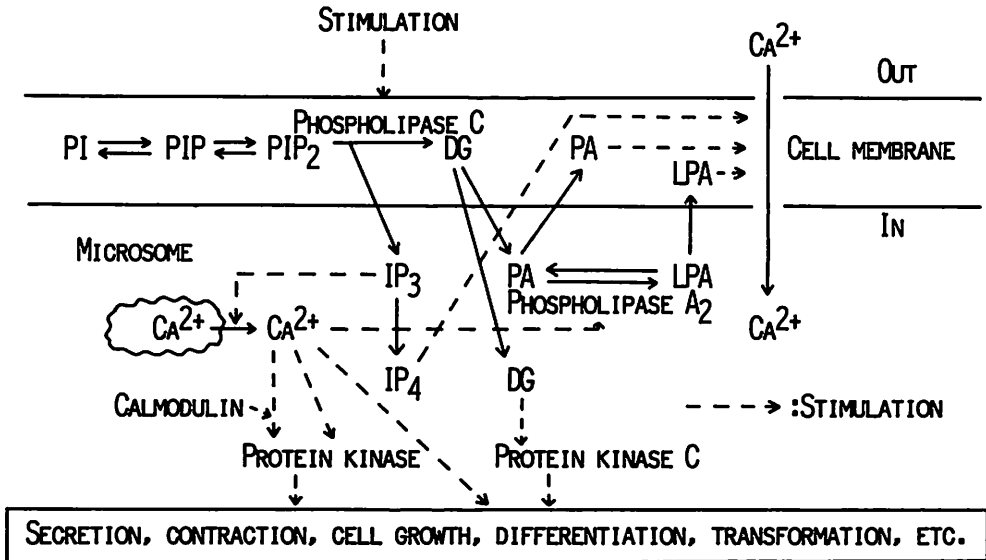 STIMULATION
CA2+
OUT
PHOSPHOLIPASE C
PI PIP PIP2 DG PA CELL MEMBRANE
LPA
IN
MICROSOME
IP3 PA LPA
PHOSPHOLIPASE A2
CA2+ CA2+ CA2+
IP4 DG
CALMODULIN :STIMULATION
PROTEIN KINASE PROTEIN KINASE C
SECRETION, CONTRACTION, CELL GROWTH, DIFFERENTIATION, TRANSFORMATION, ETC.